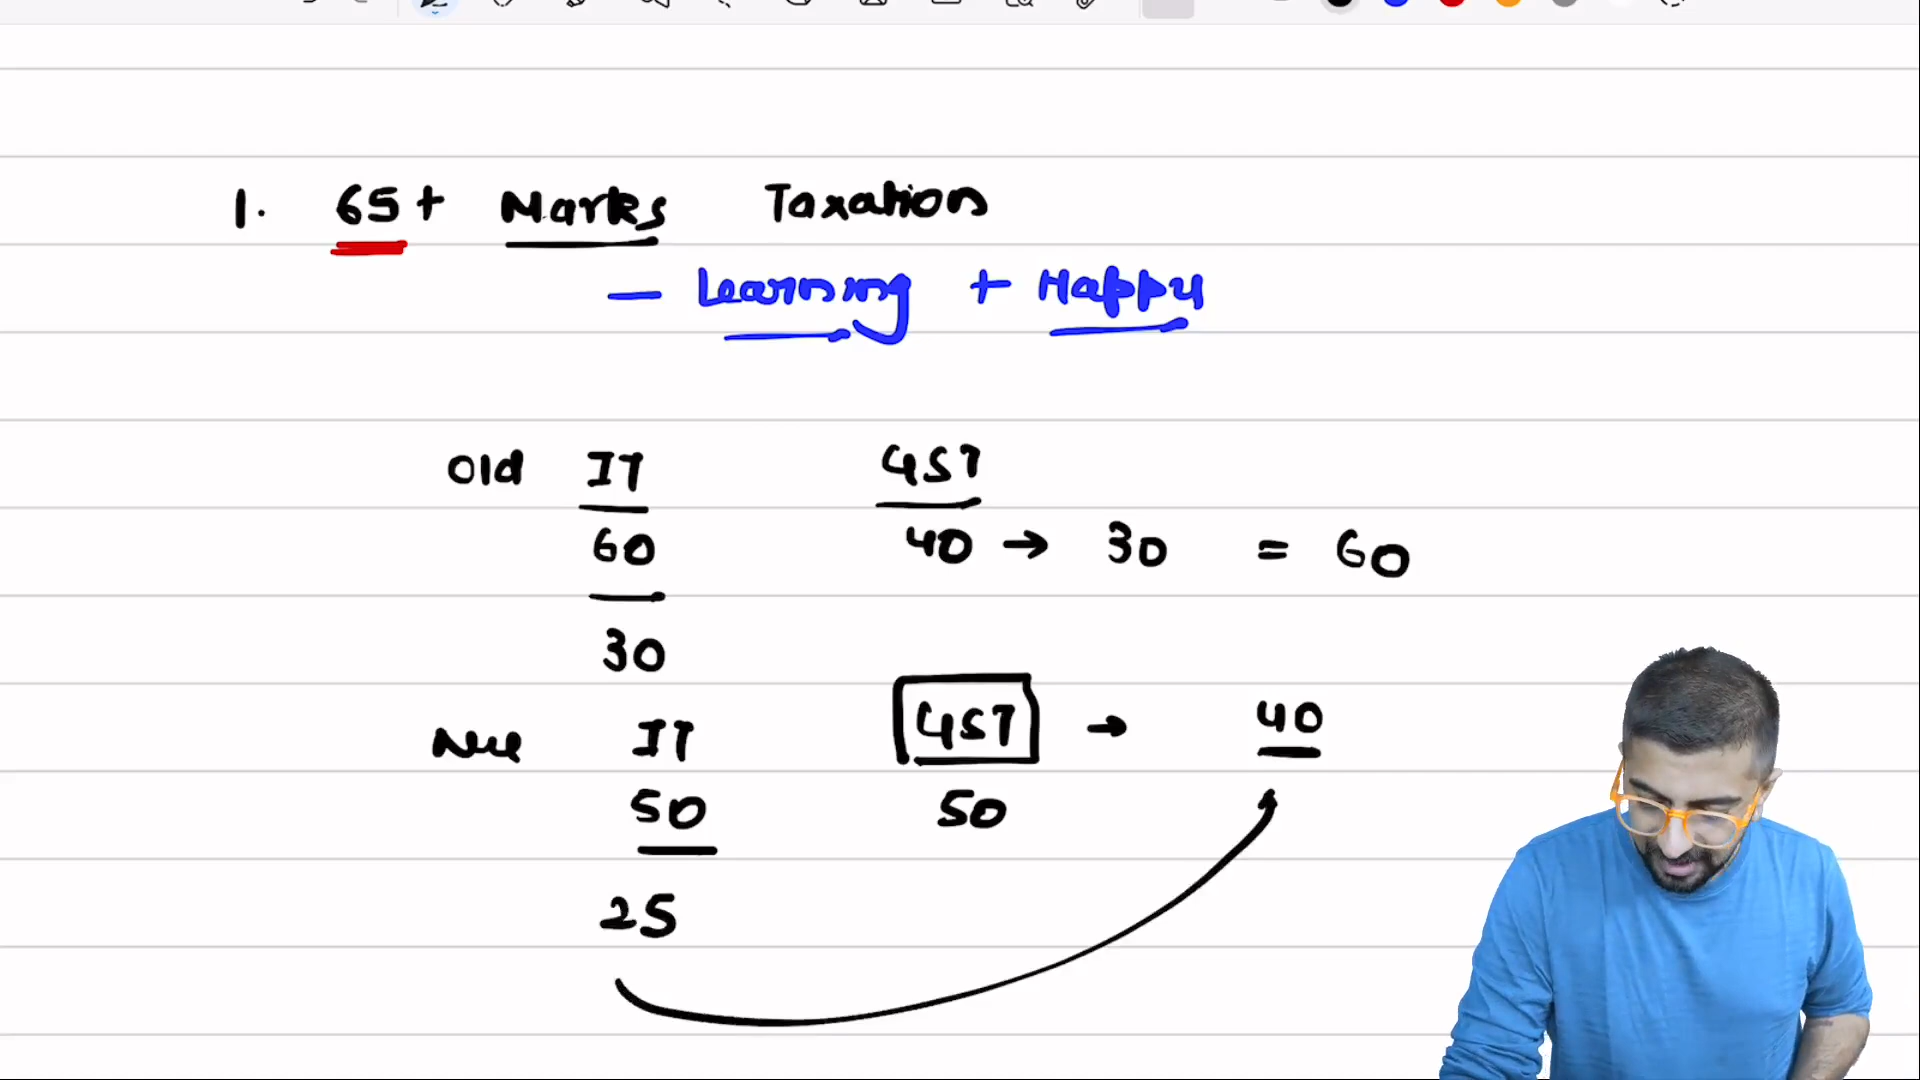 1. 65+ Marks Taxation
— Learning + Happy
Old IT GST
60 40 → 30 = 60
30
New IT GST → 40
50 50
25